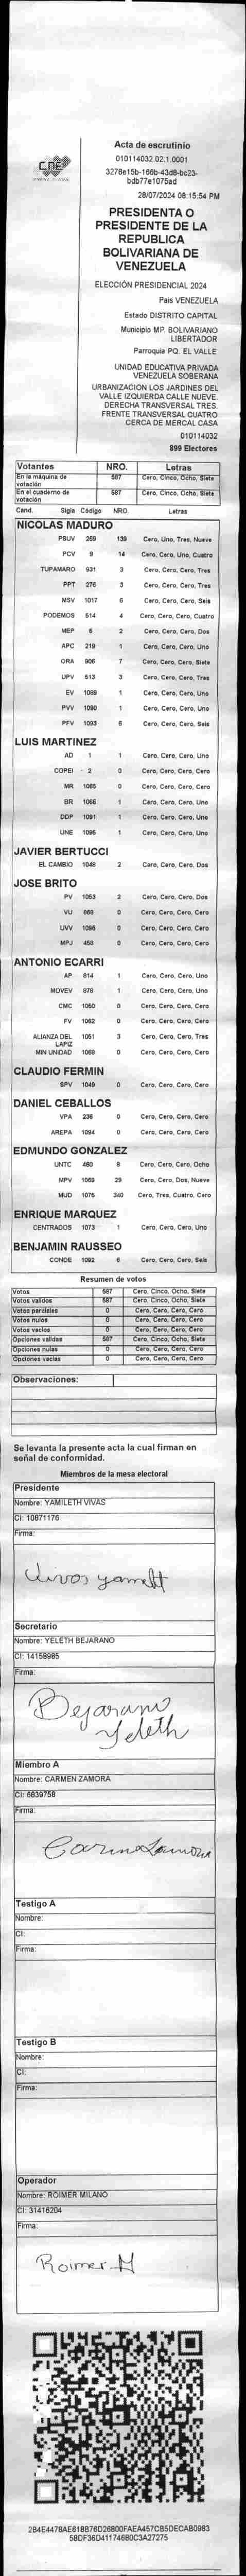 CNE
Acta de escrutinio
010114032.02.1.0001
3278e15b-166b-43d8-bc23-
bdb77e1075ad
28/07/2024 08:15:54 PM
PRESIDENTA O
PRESIDENTE DE LA
REPUBLICA
BOLIVARIANA DE
VENEZUELA
ELECCIÓN PRESIDENCIAL 2024
País VENEZUELA
Estado DISTRITO CAPITAL
Municipio MP. BOLIVARIANO
LIBERTADOR
Parroquia PQ. EL VALLE
UNIDAD EDUCATIVA PRIVADA
VENEZUELA SOBERANA
URBANIZACION LOS JARDINES DEL
VALLE IZQUIERDA CALLE NUEVE.
DERECHA TRANSVERSAL TRES.
FRENTE TRANSVERSAL CUATRO
CERCA DE MERCAL CASA
010114032
899 Electores
Votantes NRO. Letras
En la máquina de votación 587 Cero, Cinco, Ocho, Siete
En el cuaderno de votación 587 Cero, Cinco, Ocho, Siete
Cand. Sigla Código NRO. Letras
NICOLAS MADURO
PSUV 269 139 Cero, Uno, Tres, Nueve
PCV 9 14 Cero, Cero, Uno, Cuatro
TUPAMARO 931 3 Cero, Cero, Cero, Tres
PPT 276 3 Cero, Cero, Cero, Tres
MSV 1017 6 Cero, Cero, Cero, Seis
PODEMOS 514 4 Cero, Cero, Cero, Cuatro
MEP 6 2 Cero, Cero, Cero, Dos
APC 219 1 Cero, Cero, Cero, Uno
ORA 906 7 Cero, Cero, Cero, Siete
UPV 513 3 Cero, Cero, Cero, Tres
EV 1089 1 Cero, Cero, Cero, Uno
PVV 1090 1 Cero, Cero, Cero, Uno
PFV 1093 6 Cero, Cero, Cero, Seis
LUIS MARTINEZ
AD 1 1 Cero, Cero, Cero, Uno
COPEI 2 0 Cero, Cero, Cero, Cero
MR 1065 0 Cero, Cero, Cero, Cero
BR 1066 1 Cero, Cero, Cero, Uno
DDP 1091 1 Cero, Cero, Cero, Uno
UNE 1095 1 Cero, Cero, Cero, Uno
JAVIER BERTUCCI
EL CAMBIO 1048 2 Cero, Cero, Cero, Dos
JOSE BRITO
PV 1053 2 Cero, Cero, Cero, Dos
VU 868 0 Cero, Cero, Cero, Cero
UVV 1096 0 Cero, Cero, Cero, Cero
MPJ 458 0 Cero, Cero, Cero, Cero
ANTONIO ECARRI
AP 814 1 Cero, Cero, Cero, Uno
MOVEV 878 1 Cero, Cero, Cero, Uno
CMC 1050 0 Cero, Cero, Cero, Cero
FV 1062 0 Cero, Cero, Cero, Cero
ALIANZA DEL LAPIZ 1051 3 Cero, Cero, Cero, Tres
MIN UNIDAD 1068 0 Cero, Cero, Cero, Cero
CLAUDIO FERMIN
SPV 1049 0 Cero, Cero, Cero, Cero
DANIEL CEBALLOS
VPA 236 0 Cero, Cero, Cero, Cero
AREPA 1094 0 Cero, Cero, Cero, Cero
EDMUNDO GONZALEZ
UNTC 460 8 Cero, Cero, Cero, Ocho
MPV 1069 29 Cero, Cero, Dos, Nueve
MUD 1075 340 Cero, Tres, Cuatro, Cero
ENRIQUE MARQUEZ
CENTRADOS 1073 1 Cero, Cero, Cero, Uno
BENJAMIN RAUSSEO
CONDE 1092 6 Cero, Cero, Cero, Seis
Resumen de votos
Votos 587 Cero, Cinco, Ocho, Siete
Votos validos 587 Cero, Cinco, Ocho, Siete
Votos parciales 0 Cero, Cero, Cero, Cero
Votos nulos 0 Cero, Cero, Cero, Cero
Votos vacios 0 Cero, Cero, Cero, Cero
Opciones validas 587 Cero, Cinco, Ocho, Siete
Opciones nulas 0 Cero, Cero, Cero, Cero
Opciones vacias 0 Cero, Cero, Cero, Cero
Observaciones:
Se levanta la presente acta la cual firman en
señal de conformidad.
Miembros de la mesa electoral
Presidente
Nombre: YAMILETH VIVAS
CI: 10871176
Firma:
Vivas yamilt
Secretario
Nombre: YELETH BEJARANO
CI: 14158985
Firma:
Bejarano
Yeleth
Miembro A
Nombre: CARMEN ZAMORA
CI: 6839758
Firma:
Carmen Zamora
Testigo A
Nombre:
CI:
Firma:
Testigo B
Nombre:
CI:
Firma:
Operador
Nombre: ROIMER MILANO
CI: 31416204
Firma:
Roimer M
2B4E4478AE618B76D26800FAEA457CB5DECAB0983
58DF36D41174680C3A27275